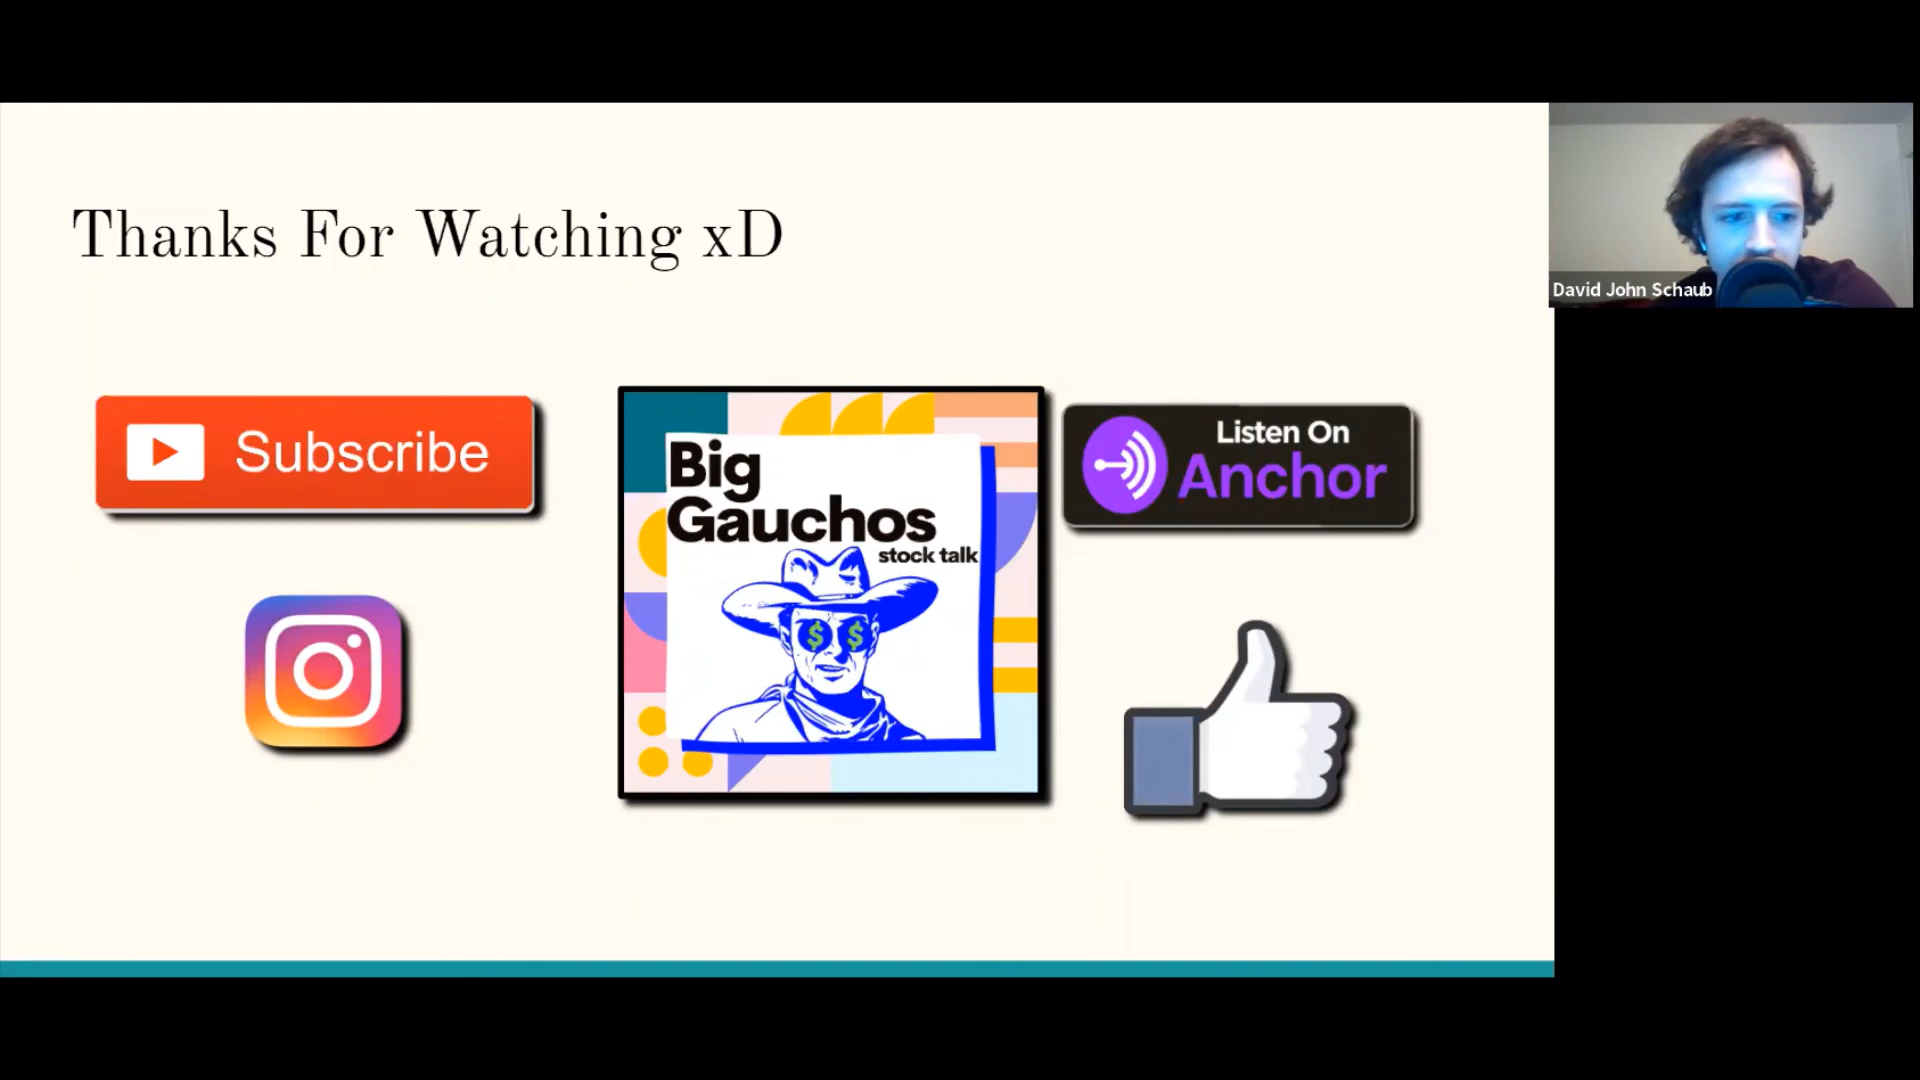 Thanks For Watching xD
Subscribe
Big
Gauchos
stock talk
$ $
Listen On
Anchor
David John Schaub